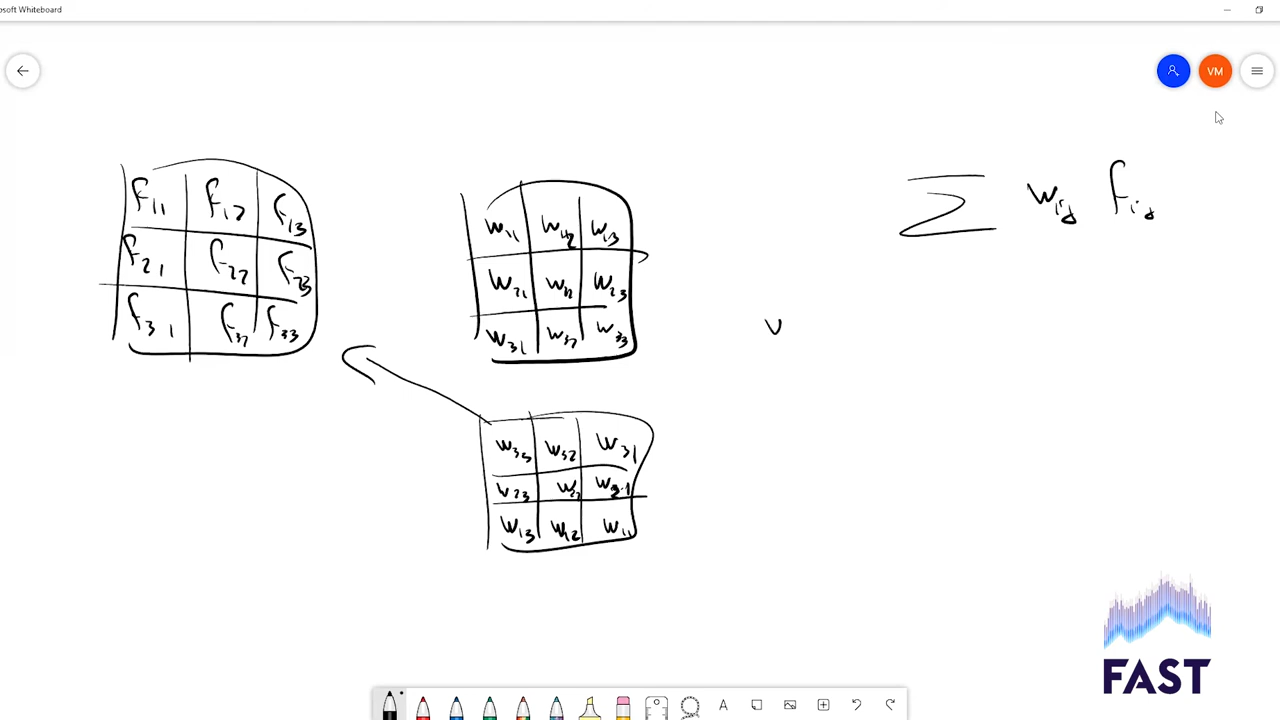 osoft Whiteboard
VM
f11 f12 f13
f21 f22 f23
f31 f32 f33
w11 w12 w13
w21 w22 w23
w31 w32 w33
Σ wij fij
w33 w32 w31
w23 w22 w21
w13 w12 w11
FAST
A